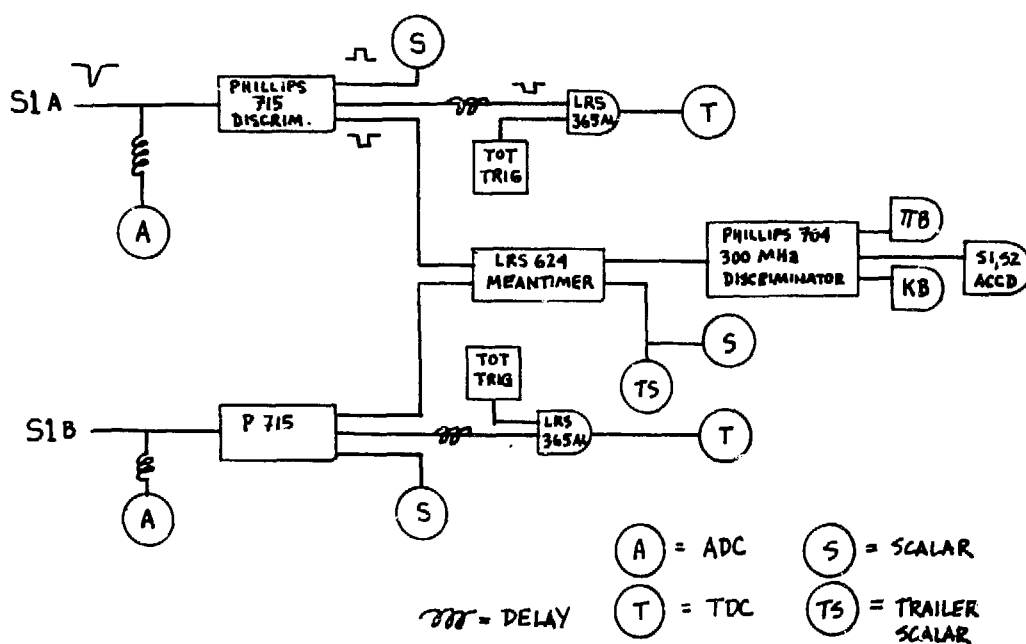 S1A
A
PHILLIPS
715
DISCRIM.
S
LRS
365AL
TOT
TRIG
T
LRS 624
MEANTIMER
PHILLIPS 704
300 MHz
DISCRIMINATOR
πB
S1,S2
ACCD
KB
S
TS
TOT
TRIG
S1B
A
P 715
LRS
365AL
T
S
A = ADC
S = SCALAR
= DELAY
T = TDC
TS = TRAILER
SCALAR